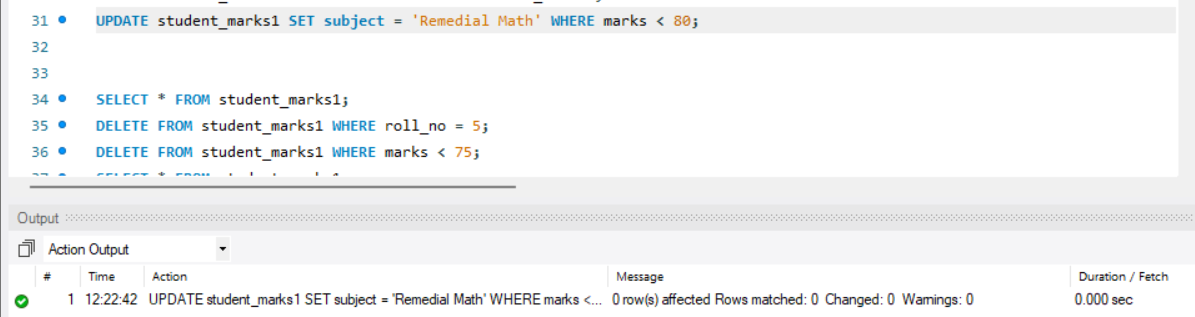 31 UPDATE student_marks1 SET subject = 'Remedial Math' WHERE marks < 80;
32
33
34 SELECT * FROM student_marks1;
35 DELETE FROM student_marks1 WHERE roll_no = 5;
36 DELETE FROM student_marks1 WHERE marks < 75;
Output
Action Output
# Time Action Message Duration / Fetch
1 12:22:42 UPDATE student_marks1 SET subject = 'Remedial Math' WHERE marks <... 0 row(s) affected Rows matched: 0 Changed: 0 Warnings: 0 0.000 sec